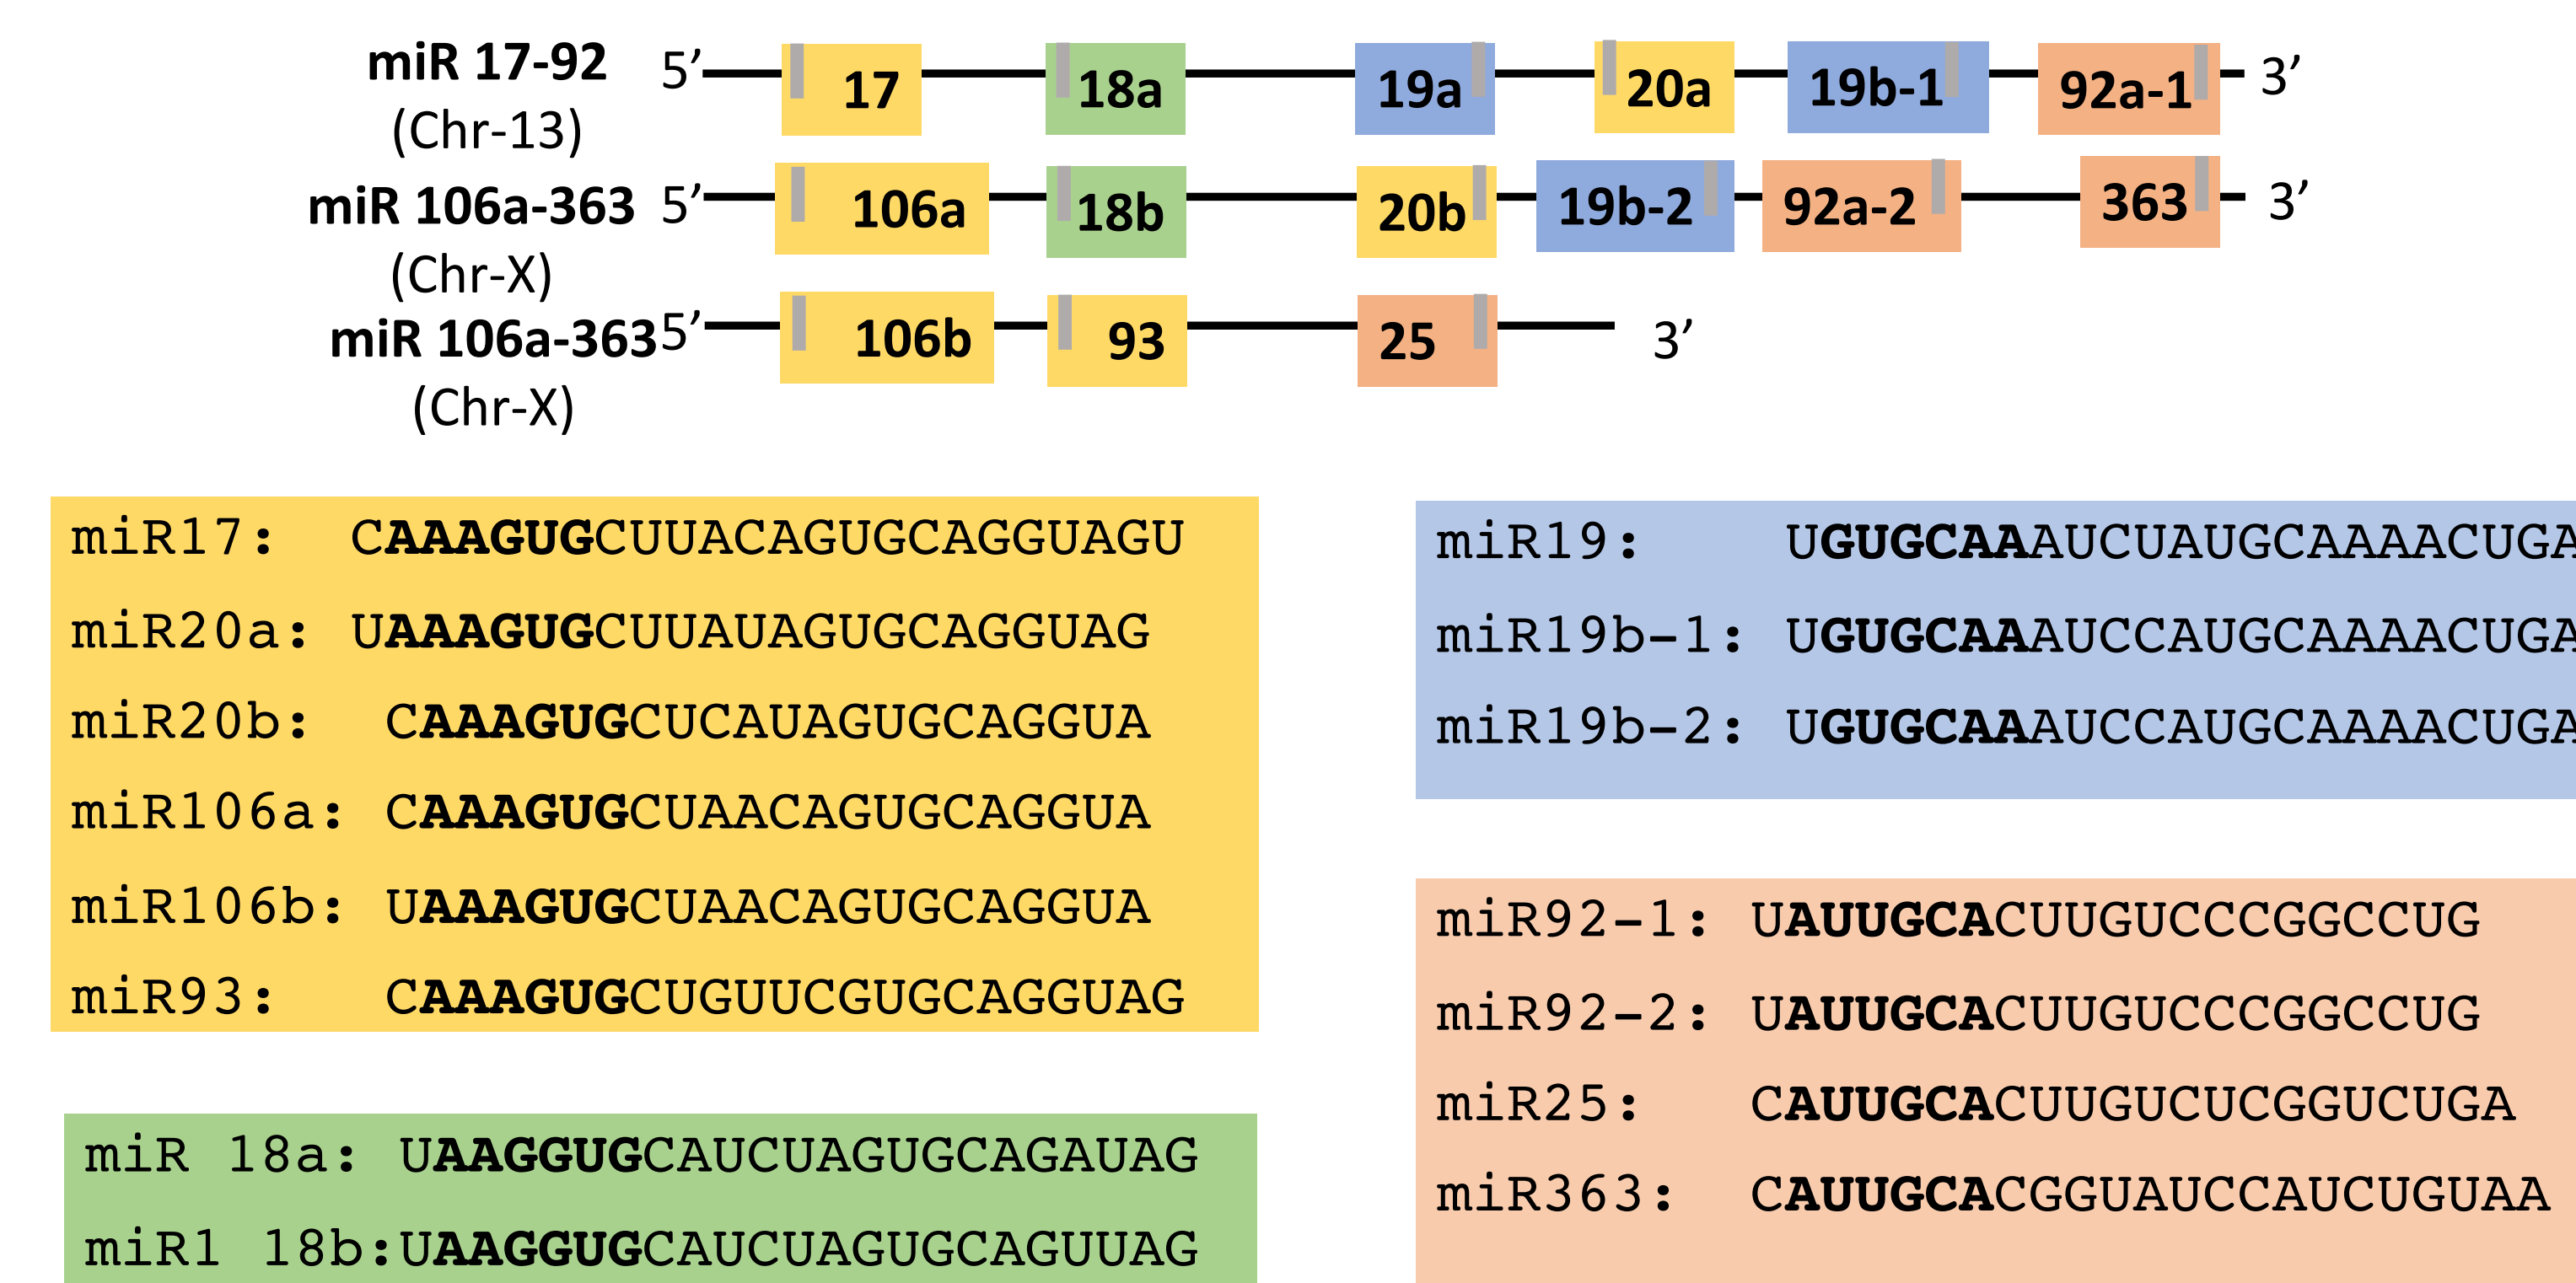 miR 17-92 5’ 17 18a 19a 20a 19b-1 92a-1 3’
(Chr-13)
miR 106a-363 5’ 106a 18b 20b 19b-2 92a-2 363 3’
(Chr-X)
miR 106a-363 5’ 106b 93 25 3’
(Chr-X)
miR17: CAAAGUGCUUACAGUGCAGGUAGU
miR20a: UAAAGUGCUUAUAGUGCAGGUAG
miR20b: CAAAGUGCUCAUAGUGCAGGUA
miR106a: CAAAGUGCUAACAGUGCAGGUA
miR106b: UAAAGUGCUAACAGUGCAGGUA
miR93: CAAAGUGCUGUUCGUGCAGGUAG
miR 18a: UAAGGUGCAUCUAGUGCAGAUAG
miR1 18b:UAAGGUGCAUCUAGUGCAGUUAG
miR19: UGUGCAAAUCUAUGCAAAACUGA
miR19b-1: UGUGCAAAUCCAUGCAAAACUGA
miR19b-2: UGUGCAAAUCCAUGCAAAACUGA
miR92-1: UAUUGCACUUGUCCCGGCCUG
miR92-2: UAUUGCACUUGUCCCGGCCUG
miR25: CAUUGCACUUGUCUCGGUCUGA
miR363: CAUUGCACGGUAUCCAUCUGUAA